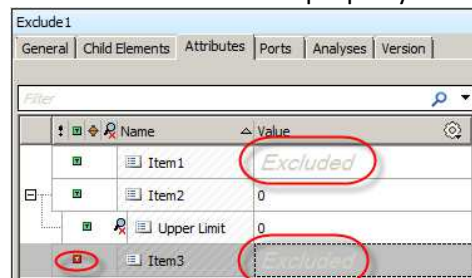 Exclude1
General Child Elements Attributes Ports Analyses Version
Filter
Name Value
Item1 Excluded
Item2 0
Upper Limit 0
Item3 Excluded